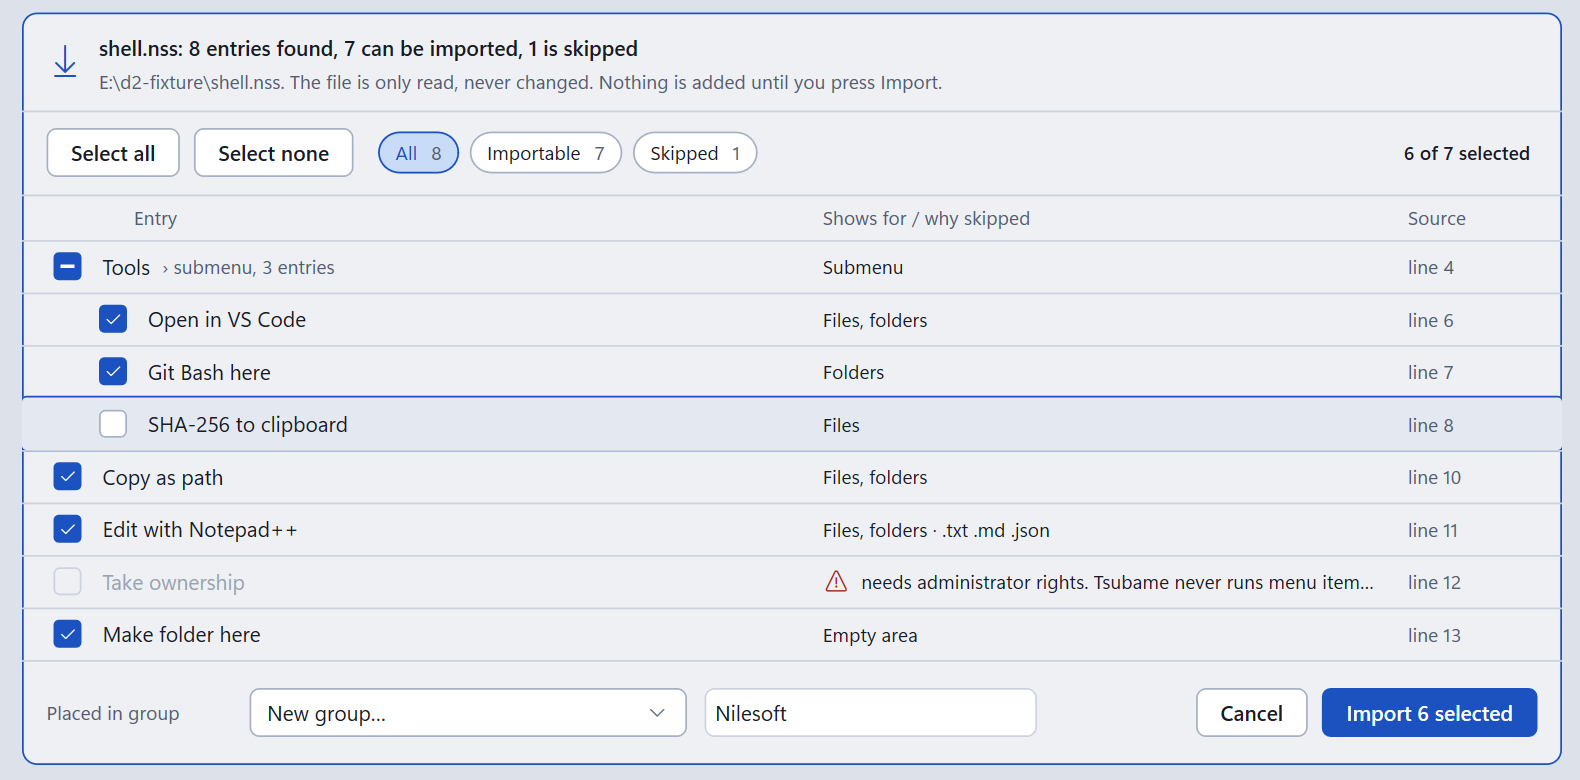 shell.nss: 8 entries found, 7 can be imported, 1 is skipped
E:\d2-fixture\shell.nss. The file is only read, never changed. Nothing is added until you press Import.
Select all Select none All 8 Importable 7 Skipped 1 6 of 7 selected
Entry Shows for / why skipped Source
Tools › submenu, 3 entries Submenu line 4
Open in VS Code Files, folders line 6
Git Bash here Folders line 7
SHA-256 to clipboard Files line 8
Copy as path Files, folders line 10
Edit with Notepad++ Files, folders · .txt .md .json line 11
Take ownership needs administrator rights. Tsubame never runs menu item... line 12
Make folder here Empty area line 13
Placed in group New group... Nilesoft Cancel Import 6 selected